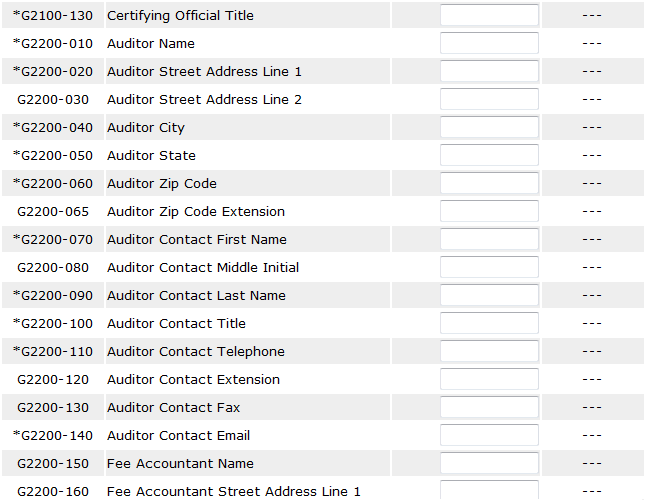 *G2100-130 Certifying Official Title ---
*G2200-010 Auditor Name ---
*G2200-020 Auditor Street Address Line 1 ---
G2200-030 Auditor Street Address Line 2 ---
*G2200-040 Auditor City ---
*G2200-050 Auditor State ---
*G2200-060 Auditor Zip Code ---
G2200-065 Auditor Zip Code Extension ---
*G2200-070 Auditor Contact First Name ---
G2200-080 Auditor Contact Middle Initial ---
*G2200-090 Auditor Contact Last Name ---
*G2200-100 Auditor Contact Title ---
*G2200-110 Auditor Contact Telephone ---
G2200-120 Auditor Contact Extension ---
G2200-130 Auditor Contact Fax ---
*G2200-140 Auditor Contact Email ---
G2200-150 Fee Accountant Name ---
G2200-160 Fee Accountant Street Address Line 1 ---